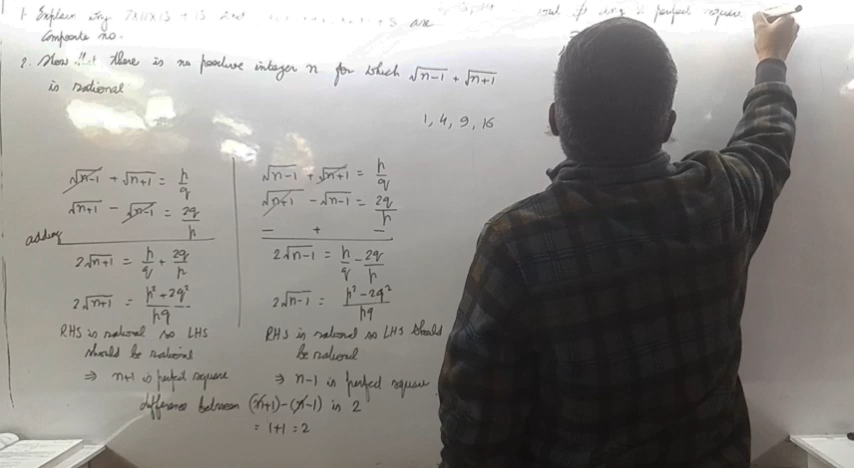 1. Explain why 7×11×13 + 13 and are
Composite no.
2. Show that there is no positive integer n for which √n-1 + √n+1
is rational
perfect square
1, 4, 9, 16
√n-1 + √n+1 = p/q
√n+1 - √n-1 = 2q/p
adding
2√n+1 = p/q + 2q/p
2√n+1 = p²+2q²/pq
RHS is rational so LHS
should be rational
⇒ n+1 is perfect square
√n-1 + √n+1 = p/q
√n+1 - √n-1 = 2q/p
- + -
2√n-1 = p/q - 2q/p
2√n-1 = p²-2q²/pq
RHS is rational so LHS should
be rational
⇒ n-1 is perfect square
difference between (n+1)-(n-1) is 2
= 1+1 = 2